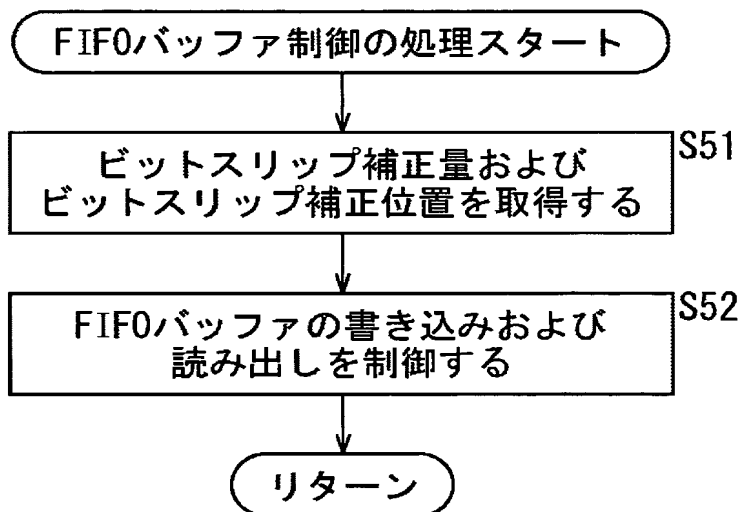 FIFOバッファ制御の処理スタート
ビットスリップ補正量および
ビットスリップ補正位置を取得する
S51
FIFOバッファの書き込みおよび
読み出しを制御する
S52
リターン